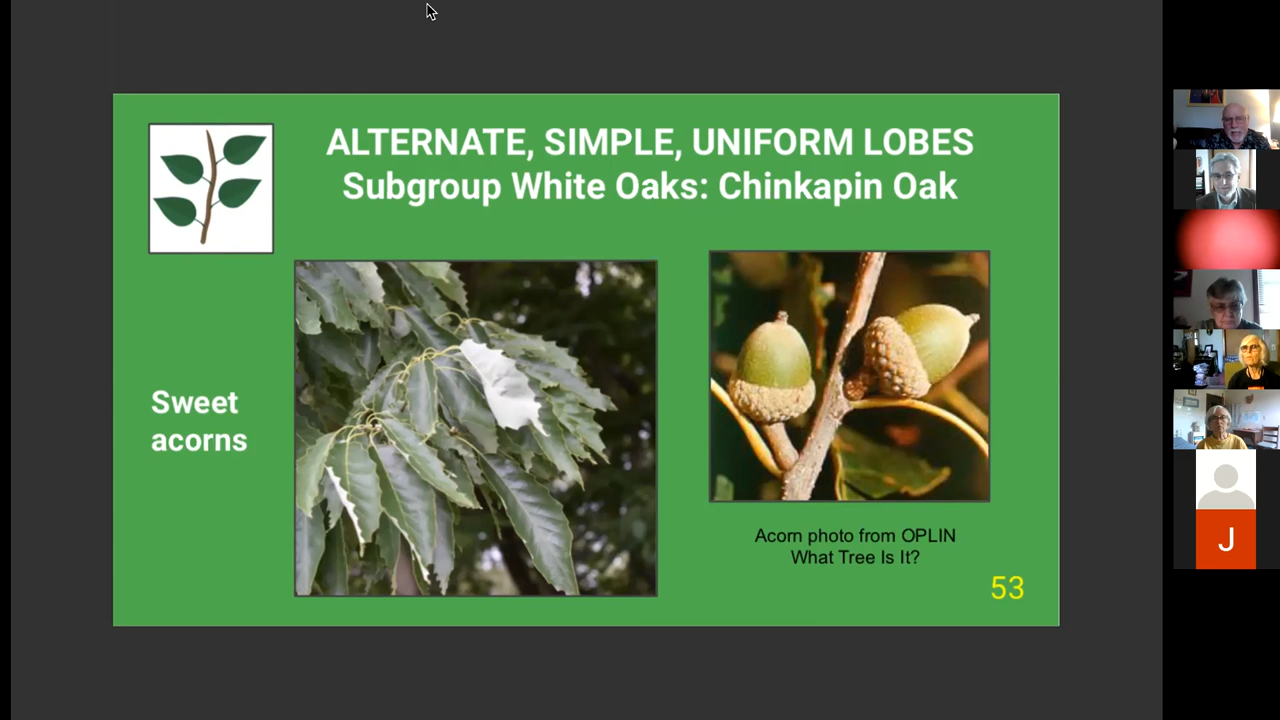 ALTERNATE, SIMPLE, UNIFORM LOBES
Subgroup White Oaks: Chinkapin Oak
Sweet
acorns
Acorn photo from OPLIN
What Tree Is It?
53
J